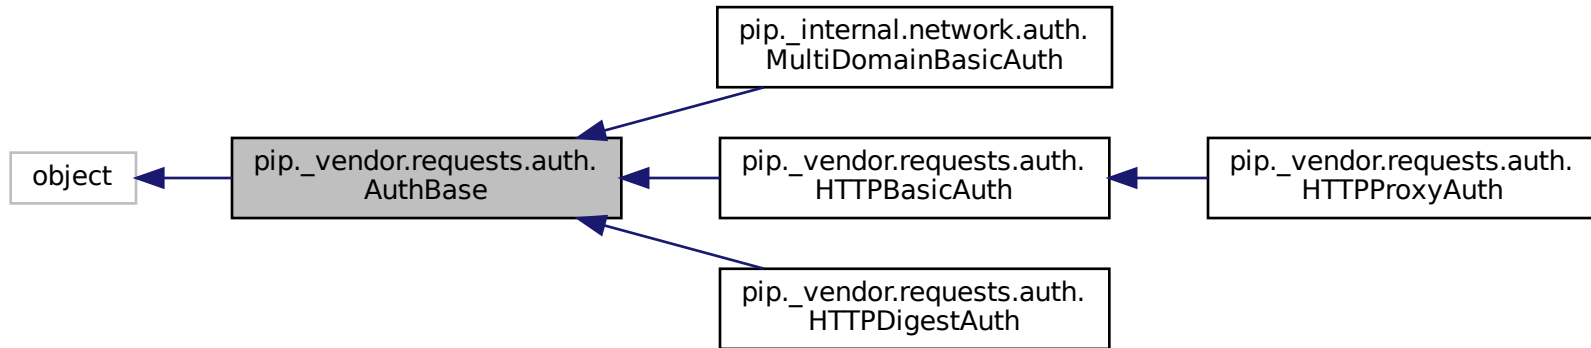 object
pip._vendor.requests.auth.
AuthBase
pip._internal.network.auth.
MultiDomainBasicAuth
pip._vendor.requests.auth.
HTTPBasicAuth
pip._vendor.requests.auth.
HTTPDigestAuth
pip._vendor.requests.auth.
HTTPProxyAuth